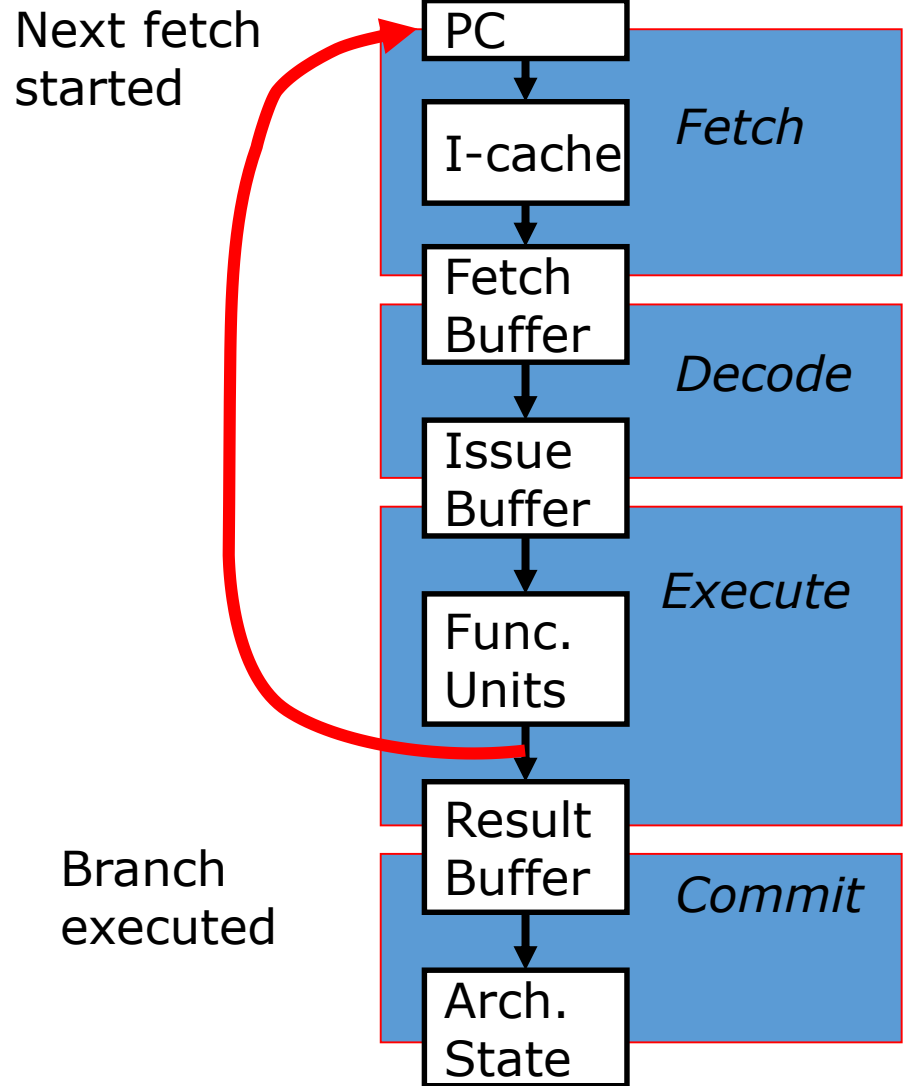 Next fetch
started
PC
I-cache
Fetch
Fetch
Buffer
Decode
Issue
Buffer
Execute
Func.
Units
Result
Buffer
Branch
executed
Commit
Arch.
State